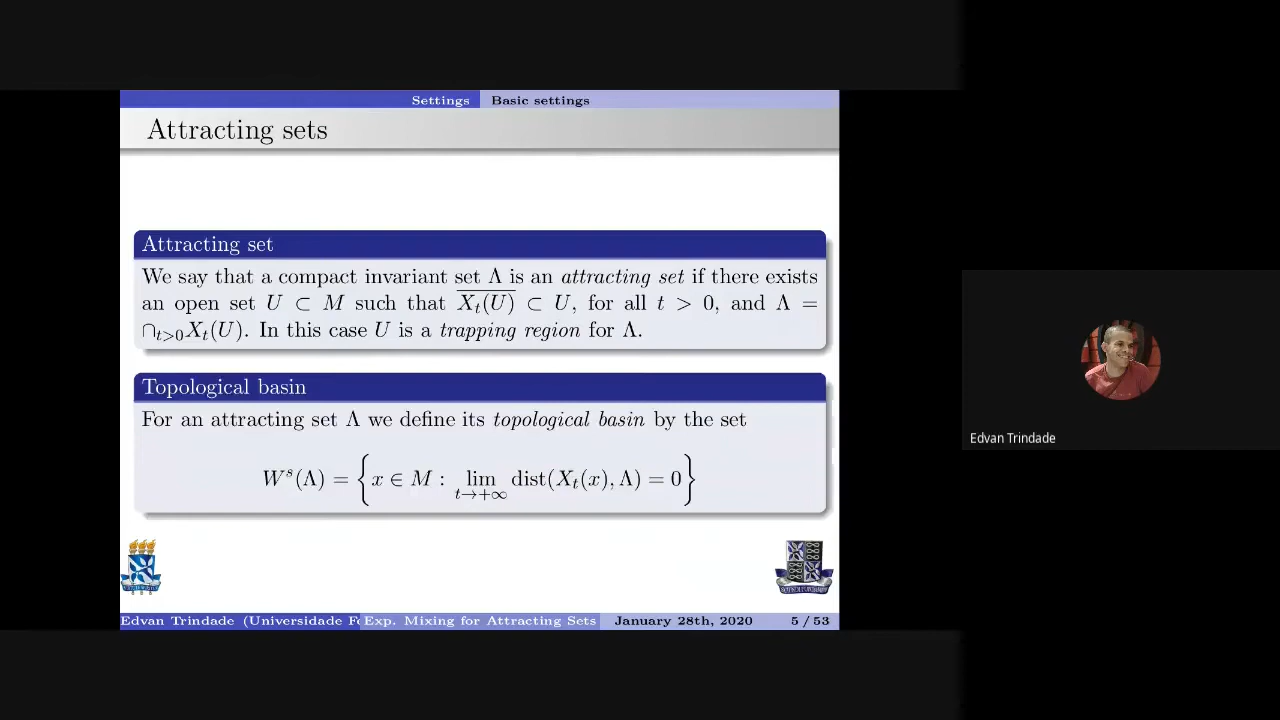 Settings Basic settings
Attracting sets
Attracting set
We say that a compact invariant set Λ is an attracting set if there exists
an open set U ⊂ M such that \overline{X_t(U)} ⊂ U, for all t > 0, and Λ =
∩_{t>0}X_t(U). In this case U is a trapping region for Λ.
Topological basin
For an attracting set Λ we define its topological basin by the set
W^s(Λ) = { x ∈ M : lim_{t→+∞} dist(X_t(x), Λ) = 0 }
Edvan Trindade (Universidade Fe Exp. Mixing for Attracting Sets January 28th, 2020 5 / 53
Edvan Trindade